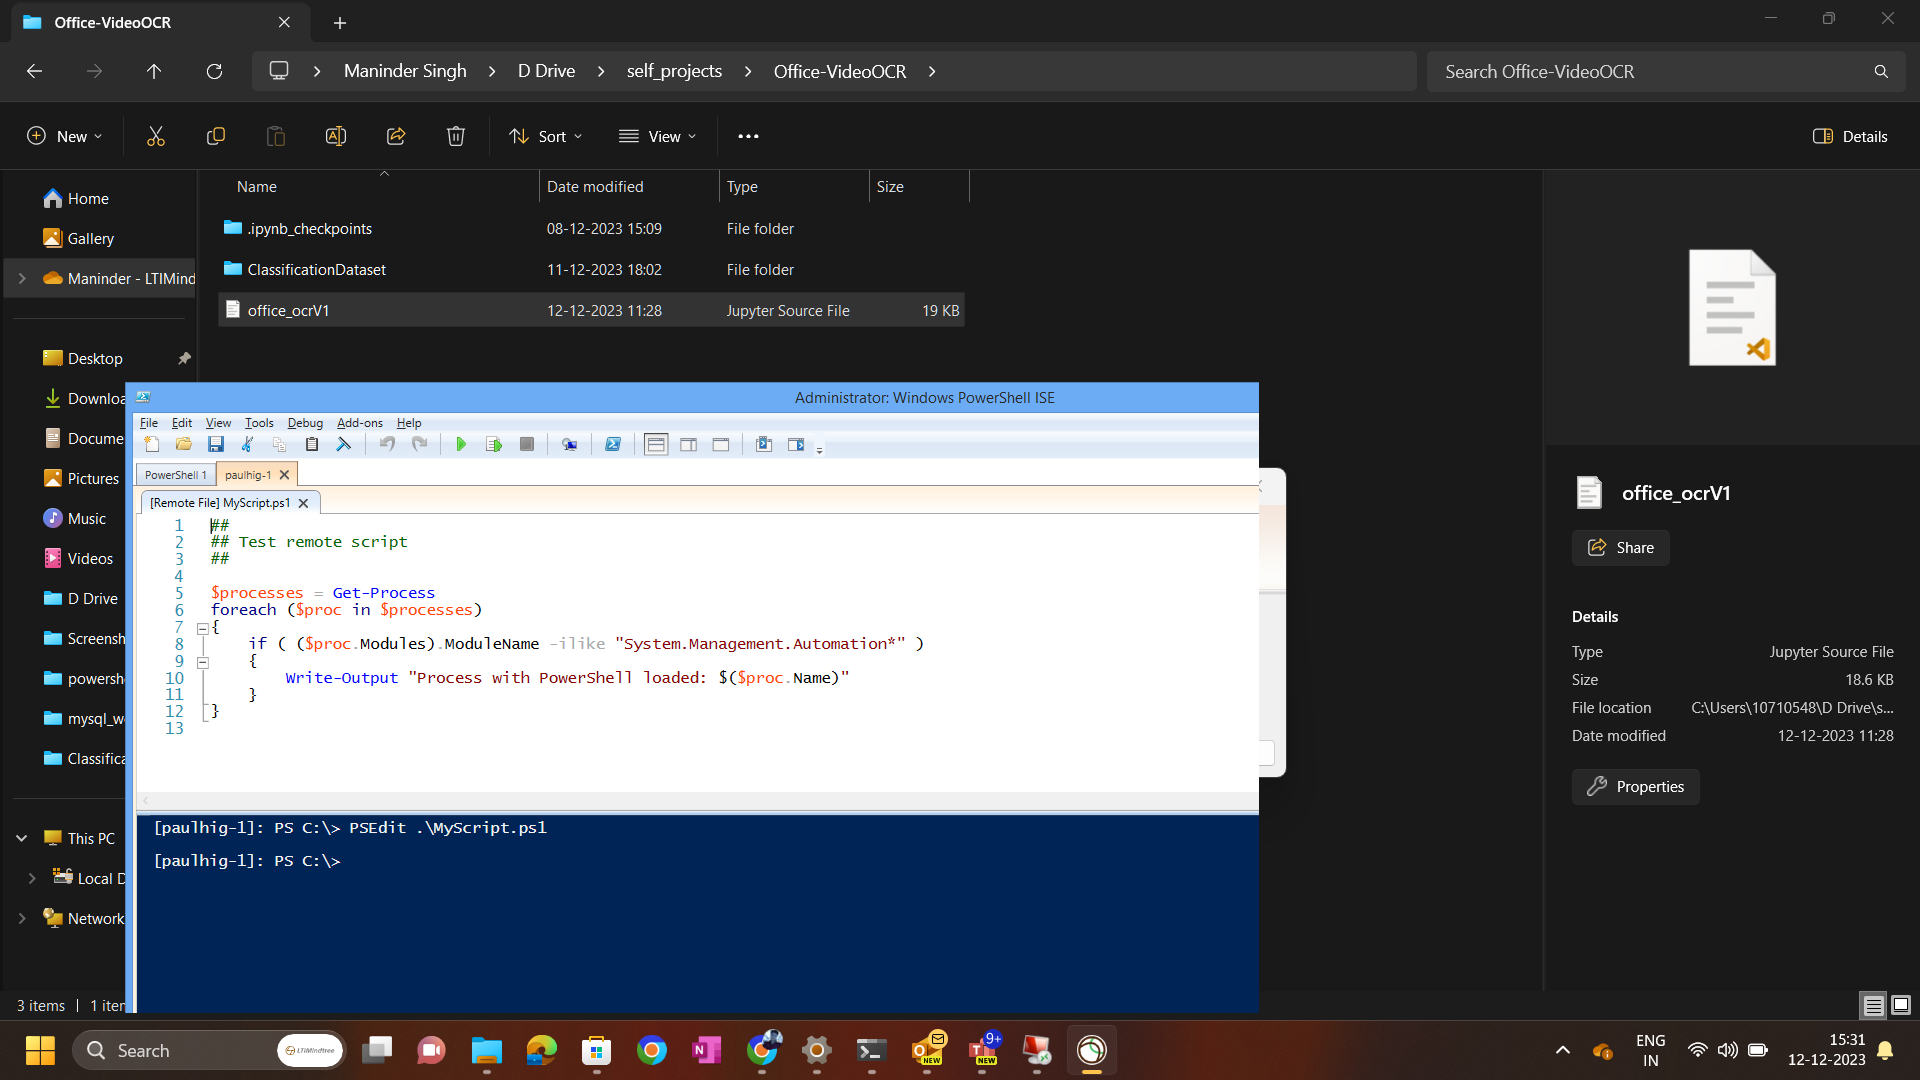 Office-VideoOCR
Maninder Singh > D Drive > self_projects > Office-VideoOCR >
Search Office-VideoOCR
New
Sort
View
Details
Name Date modified Type Size
.ipynb_checkpoints 08-12-2023 15:09 File folder
ClassificationDataset 11-12-2023 18:02 File folder
office_ocrV1 12-12-2023 11:28 Jupyter Source File 19 KB
Home
Gallery
Maninder - LTIMind
Desktop
Downloa
Docume
Pictures
Music
Videos
D Drive
Screensh
powersh
mysql_w
Classifica
This PC
Local D
Network
3 items 1 iter
Administrator: Windows PowerShell ISE
File Edit View Tools Debug Add-ons Help
PowerShell 1 paulhig-1
[Remote File] MyScript.ps1
1 ##
2 ## Test remote script
3 ##
4
5 $processes = Get-Process
6 foreach ($proc in $processes)
7 {
8 if ( ($proc.Modules).ModuleName -ilike "System.Management.Automation*" )
9 {
10 Write-Output "Process with PowerShell loaded: $($proc.Name)"
11 }
12 }
13
[paulhig-1]: PS C:\> PSEdit .\MyScript.ps1
[paulhig-1]: PS C:\>
office_ocrV1
Share
Details
Type Jupyter Source File
Size 18.6 KB
File location C:\Users\10710548\D Drive\s...
Date modified 12-12-2023 11:28
Properties
Search
LTIMindtree
NEW
9+
NEW
ENG
IN
15:31
12-12-2023